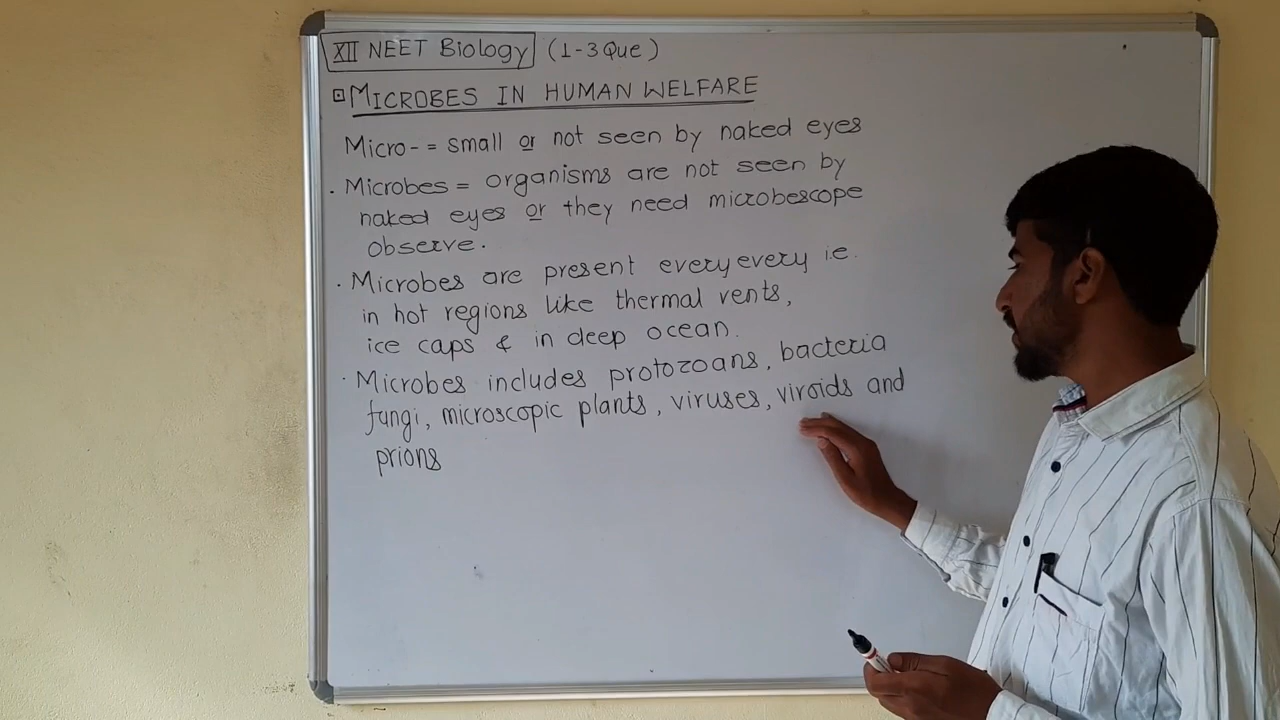 XII NEET Biology (1-3 Que)
MICROBES IN HUMAN WELFARE
Micro- = small or not seen by naked eyes
. Microbes = organisms are not seen by
naked eyes or they need microbescope
observe.
. Microbes are present everyevery i.e.
in hot regions like thermal vents,
ice caps & in deep ocean.
. Microbes includes protozoans, bacteria
fungi, microscopic plants, viruses, viroids and
prions